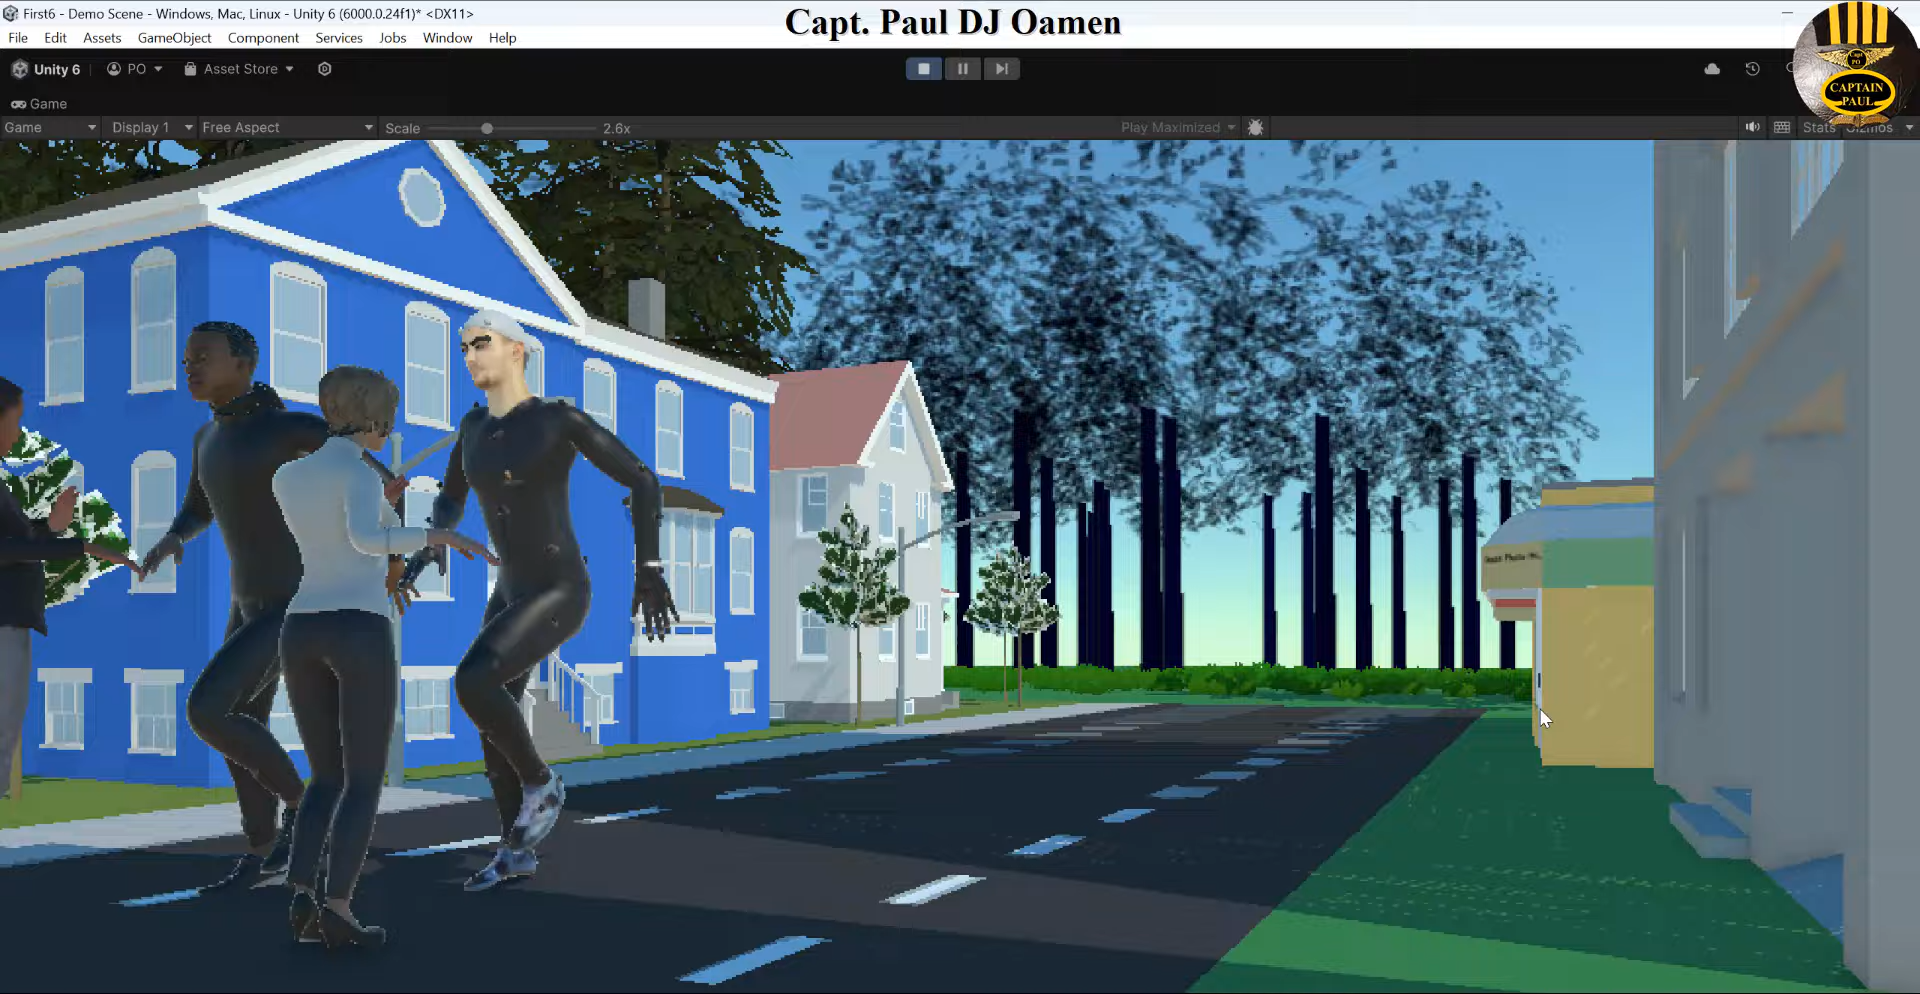 First6 - Demo Scene - Windows, Mac, Linux - Unity 6 (6000.0.24f1)* <DX11>
Capt. Paul DJ Oamen
File Edit Assets GameObject Component Services Jobs Window Help
Unity 6 PO Asset Store
CAPTAIN
PAUL
Game
Game Display 1 Free Aspect Scale 2.6x Play Maximized Stats Gizmos